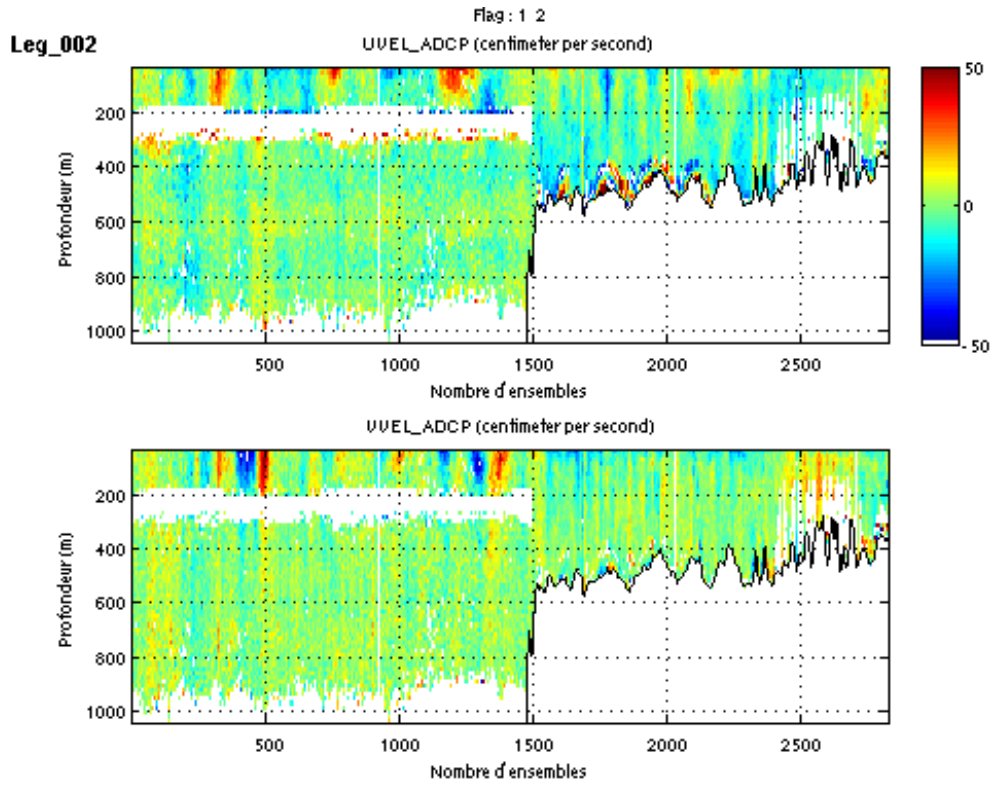 Flag : 1 2
Leg_002
UVEL_ADCP (centimeter per second)
200
400
600
800
1000
Profondeur (m)
500
1000
1500
2000
2500
Nombre d'ensembles
50
0
- 50
VVEL_ADCP (centimeter per second)
200
400
600
800
1000
Profondeur (m)
500
1000
1500
2000
2500
Nombre d'ensembles